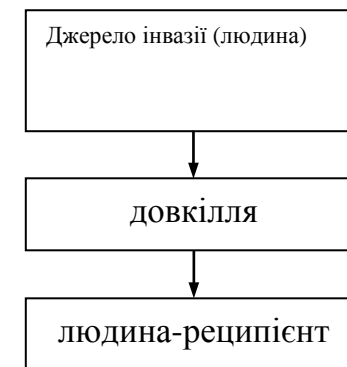 Джерело інвазії (людина)
довкілля
людина-реципієнт